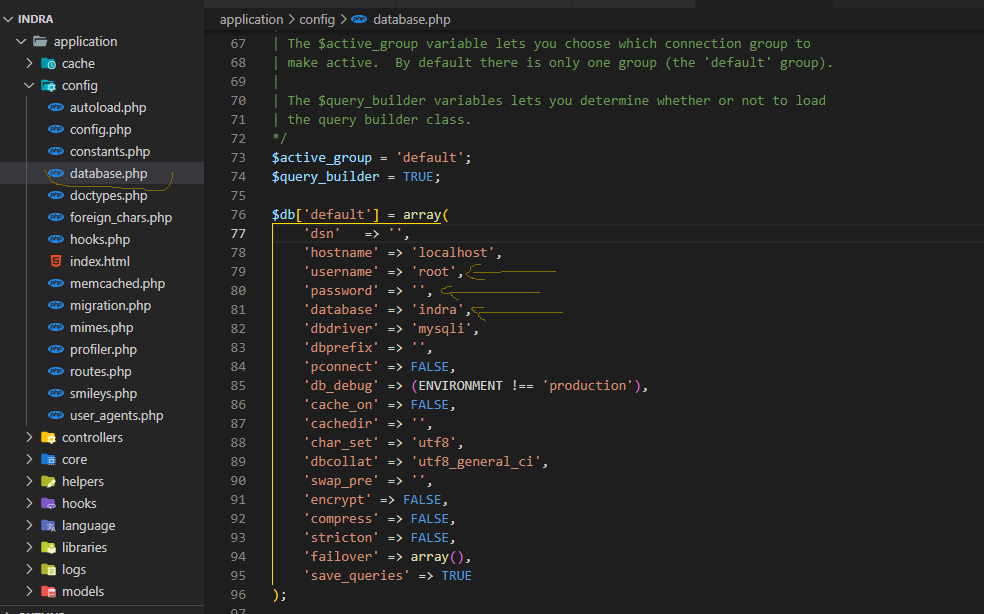 INDRA
application
cache
config
autoload.php
config.php
constants.php
database.php
doctypes.php
foreign_chars.php
hooks.php
index.html
memcached.php
migration.php
mimes.php
profiler.php
routes.php
smileys.php
user_agents.php
controllers
core
helpers
hooks
language
libraries
logs
models
application > config > database.php
67 | The $active_group variable lets you choose which connection group to
68 | make active.  By default there is only one group (the 'default' group).
69 |
70 | The $query_builder variables lets you determine whether or not to load
71 | the query builder class.
72 */
73 $active_group = 'default';
74 $query_builder = TRUE;
75
76 $db['default'] = array(
77 'dsn'   => '',
78 'hostname' => 'localhost',
79 'username' => 'root',
80 'password' => '',
81 'database' => 'indra',
82 'dbdriver' => 'mysqli',
83 'dbprefix' => '',
84 'pconnect' => FALSE,
85 'db_debug' => (ENVIRONMENT !== 'production'),
86 'cache_on' => FALSE,
87 'cachedir' => '',
88 'char_set' => 'utf8',
89 'dbcollat' => 'utf8_general_ci',
90 'swap_pre' => '',
91 'encrypt' => FALSE,
92 'compress' => FALSE,
93 'stricton' => FALSE,
94 'failover' => array(),
95 'save_queries' => TRUE
96 );
97